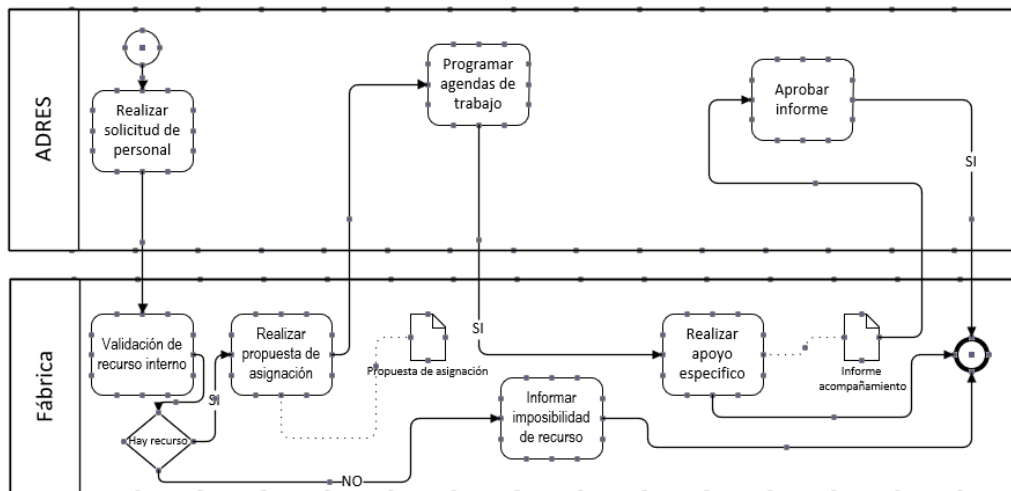 ADRES
Realizar
solicitud de
personal
Programar
agendas de
trabajo
Aprobar
informe
SI
Fábrica
Validación de
recurso interno
Hay recurso
SI
Realizar
propuesta de
asignación
Propuesta de asignación
SI
NO
Informar
imposibilidad
de recurso
Realizar
apoyo
especifico
Informe
acompañamiento